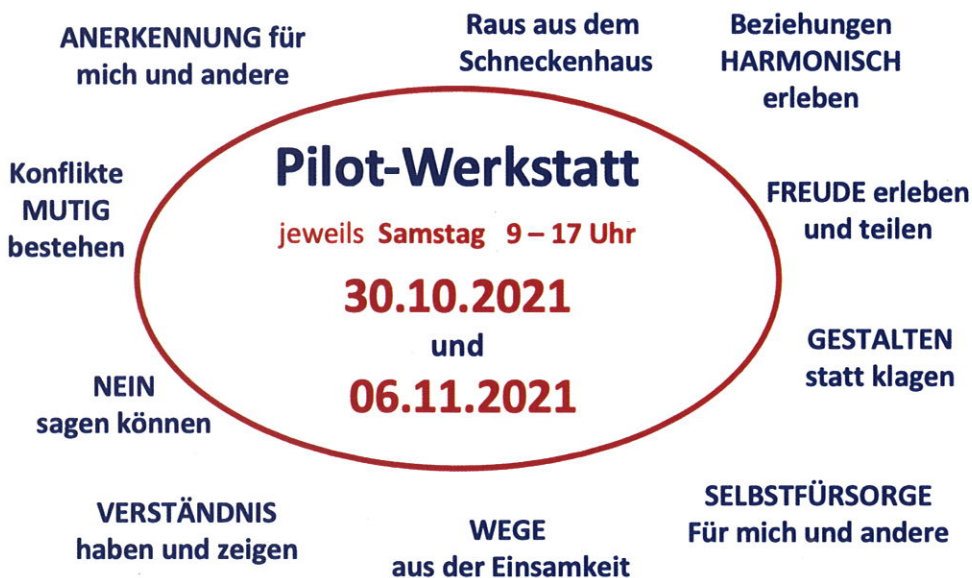 ANERKENNUNG für
mich und andere
Raus aus dem
Schneckenhaus
Beziehungen
HARMONISCH
erleben
Konflikte
MUTIG
bestehen
Pilot-Werkstatt
jeweils Samstag 9 – 17 Uhr
30.10.2021
und
06.11.2021
FREUDE erleben
und teilen
GESTALTEN
statt klagen
NEIN
sagen können
VERSTÄNDNIS
haben und zeigen
WEGE
aus der Einsamkeit
SELBSTFÜRSORGE
Für mich und andere